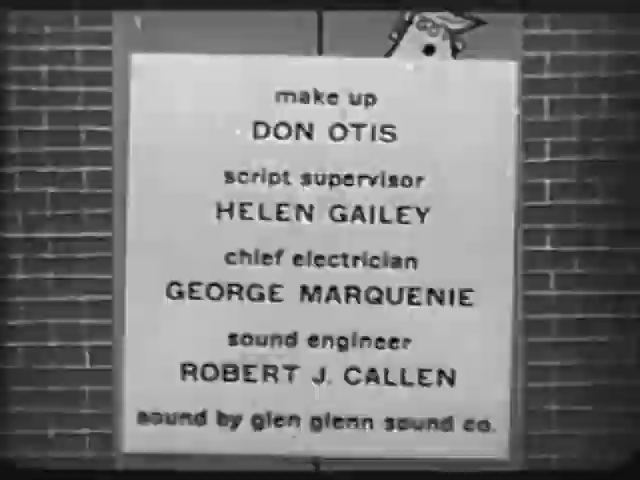 make up
DON OTIS
script supervisor
HELEN GAILEY
chief electrician
GEORGE MARQUENIE
sound engineer
ROBERT J. CALLEN
sound by glen glenn sound co.